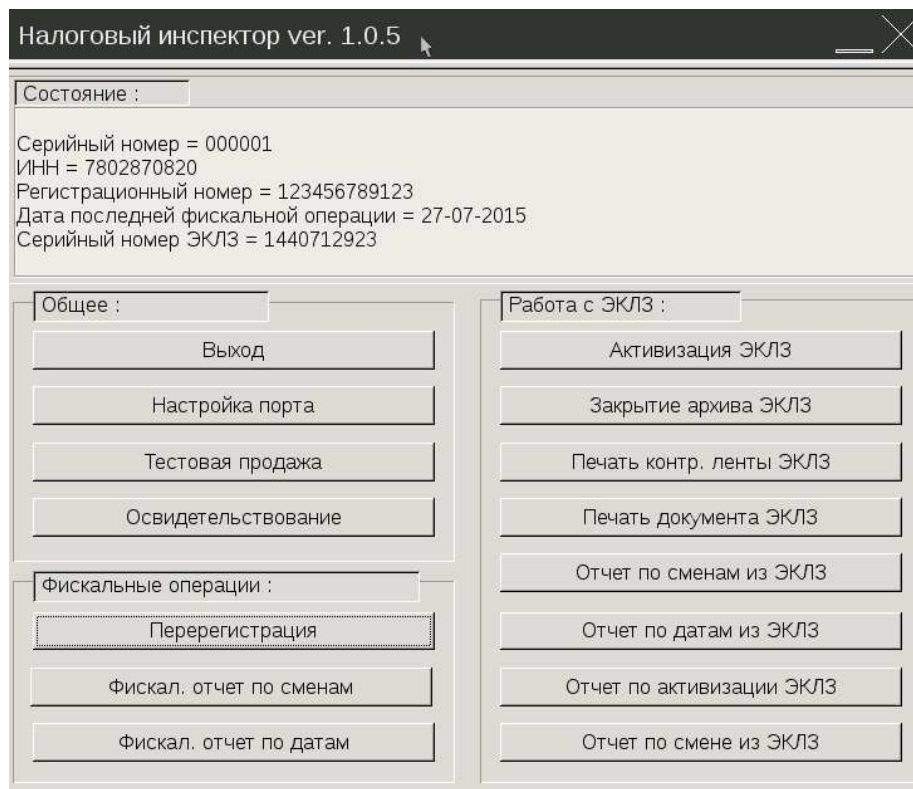 Налоговый инспектор ver. 1.0.5
Состояние :
Серийный номер = 000001
ИНН = 7802870820
Регистрационный номер = 123456789123
Дата последней фискальной операции = 27-07-2015
Серийный номер ЭКЛЗ = 1440712923
Общее :
Выход
Настройка порта
Тестовая продажа
Освидетельствование
Фискальные операции :
Перерегистрация
Фискал. отчет по сменам
Фискал. отчет по датам
Работа с ЭКЛЗ :
Активизация ЭКЛЗ
Закрытие архива ЭКЛЗ
Печать контр. ленты ЭКЛЗ
Печать документа ЭКЛЗ
Отчет по сменам из ЭКЛЗ
Отчет по датам из ЭКЛЗ
Отчет по активизации ЭКЛЗ
Отчет по смене из ЭКЛЗ